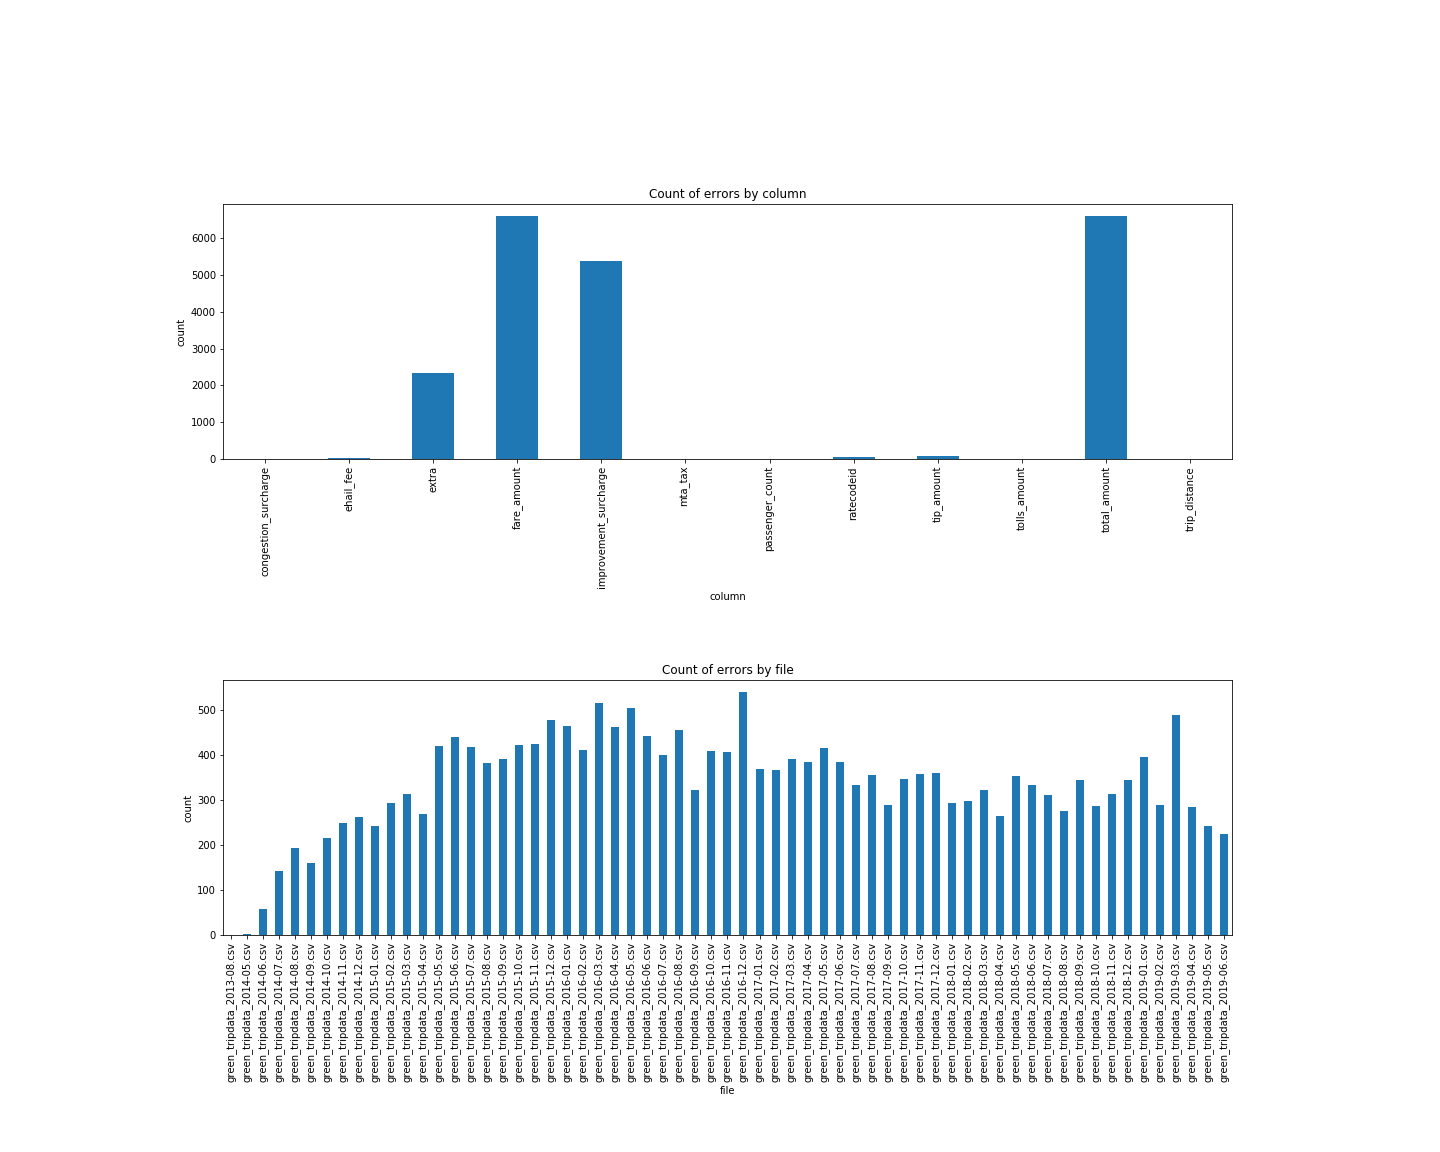 Count of errors by column
6000
5000
4000
3000
2000
1000
0
count
congestion_surcharge
ehail_fee
extra
fare_amount
improvement_surcharge
mta_tax
passenger_count
ratecodeid
tip_amount
tolls_amount
total_amount
trip_distance
column
Count of errors by file
500
400
300
200
100
0
count
green_tripdata_2013-08.csv
green_tripdata_2014-05.csv
green_tripdata_2014-06.csv
green_tripdata_2014-07.csv
green_tripdata_2014-08.csv
green_tripdata_2014-09.csv
green_tripdata_2014-10.csv
green_tripdata_2014-11.csv
green_tripdata_2014-12.csv
green_tripdata_2015-01.csv
green_tripdata_2015-02.csv
green_tripdata_2015-03.csv
green_tripdata_2015-04.csv
green_tripdata_2015-05.csv
green_tripdata_2015-06.csv
green_tripdata_2015-07.csv
green_tripdata_2015-08.csv
green_tripdata_2015-09.csv
green_tripdata_2015-10.csv
green_tripdata_2015-11.csv
green_tripdata_2015-12.csv
green_tripdata_2016-01.csv
green_tripdata_2016-02.csv
green_tripdata_2016-03.csv
green_tripdata_2016-04.csv
green_tripdata_2016-05.csv
green_tripdata_2016-06.csv
green_tripdata_2016-07.csv
green_tripdata_2016-08.csv
green_tripdata_2016-09.csv
green_tripdata_2016-10.csv
green_tripdata_2016-11.csv
green_tripdata_2016-12.csv
green_tripdata_2017-01.csv
green_tripdata_2017-02.csv
green_tripdata_2017-03.csv
green_tripdata_2017-04.csv
green_tripdata_2017-05.csv
green_tripdata_2017-06.csv
green_tripdata_2017-07.csv
green_tripdata_2017-08.csv
green_tripdata_2017-09.csv
green_tripdata_2017-10.csv
green_tripdata_2017-11.csv
green_tripdata_2017-12.csv
green_tripdata_2018-01.csv
green_tripdata_2018-02.csv
green_tripdata_2018-03.csv
green_tripdata_2018-04.csv
green_tripdata_2018-05.csv
green_tripdata_2018-06.csv
green_tripdata_2018-07.csv
green_tripdata_2018-08.csv
green_tripdata_2018-09.csv
green_tripdata_2018-10.csv
green_tripdata_2018-11.csv
green_tripdata_2018-12.csv
green_tripdata_2019-01.csv
green_tripdata_2019-02.csv
green_tripdata_2019-03.csv
green_tripdata_2019-04.csv
green_tripdata_2019-05.csv
green_tripdata_2019-06.csv
file